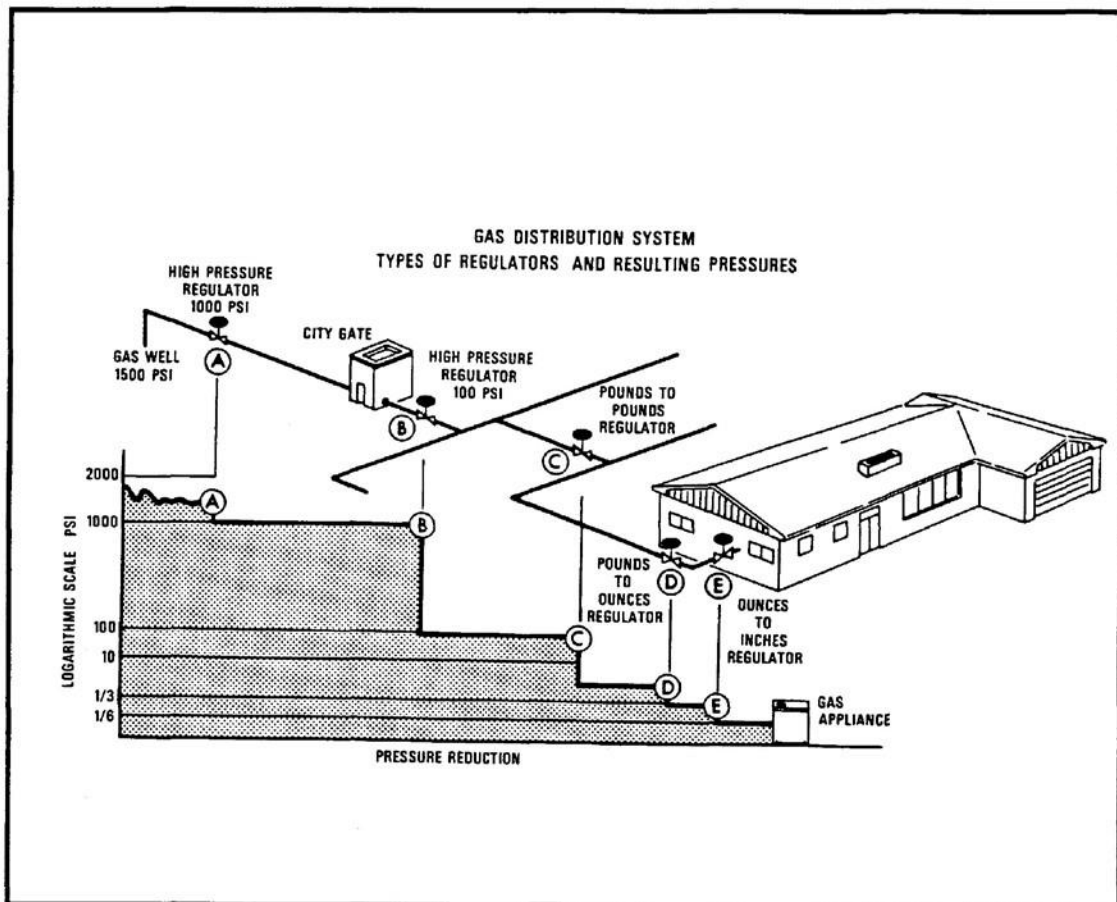 GAS DISTRIBUTION SYSTEM
TYPES OF REGULATORS AND RESULTING PRESSURES
HIGH PRESSURE
REGULATOR
1000 PSI
GAS WELL
1500 PSI
A
CITY GATE
HIGH PRESSURE
REGULATOR
100 PSI
B
POUNDS TO
POUNDS
REGULATOR
C
POUNDS
TO
OUNCES
REGULATOR
D
E
OUNCES
TO
INCHES
REGULATOR
LOGARITHMIC SCALE PSI
2000
1000
100
10
1/3
1/6
A
B
C
D
E
GAS
APPLIANCE
PRESSURE REDUCTION